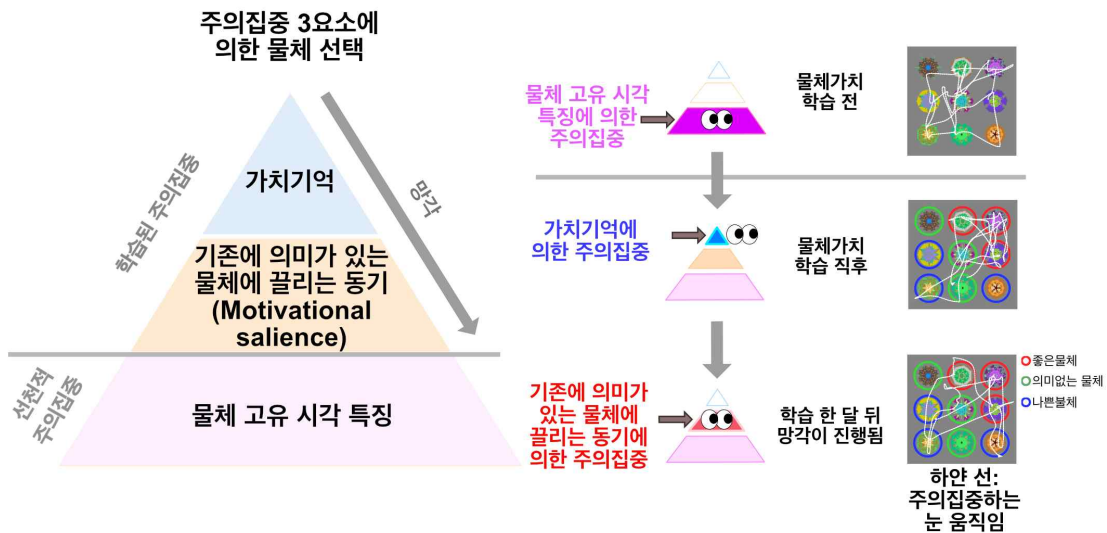 주의집중 3요소에
의한 물체 선택
가치기억
기존에 의미가 있는
물체에 끌리는 동기
(Motivational
salience)
물체 고유 시각 특징
학습된 주의집중
선천적
주의집중
망각
물체 고유 시각
특징에 의한
주의집중
물체가치
학습 전
가치기억에
의한 주의집중
물체가치
학습 직후
기존에 의미가
있는 물체에
끌리는 동기에
의한 주의집중
학습 한 달 뒤
망각이 진행됨
좋은물체
의미없는 물체
나쁜물체
하얀 선:
주의집중하는
눈 움직임